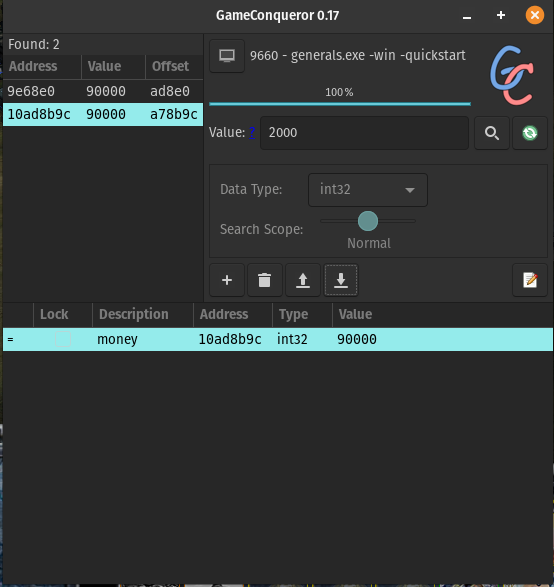 GameConqueror 0.17
Found: 2
Address Value Offset
9e68e0 90000 ad8e0
10ad8b9c 90000 a78b9c
9660 - generals.exe -win -quickstart
100%
Value: ? 2000
Data Type: int32
Search Scope:
Normal
Lock Description Address Type Value
= money 10ad8b9c int32 90000